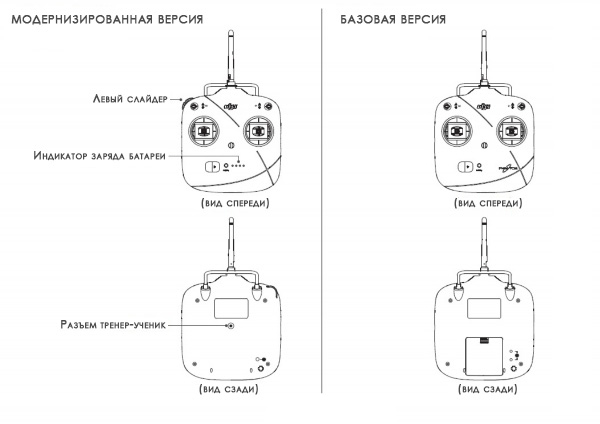 МОДЕРНИЗИРОВАННАЯ ВЕРСИЯ
ЛЕВЫЙ СЛАЙДЕР
ИНДИКАТОР ЗАРЯДА БАТАРЕИ
(ВИД СПЕРЕДИ)
РАЗЪЕМ ТРЕНЕР-УЧЕНИК
(ВИД СЗАДИ)
БАЗОВАЯ ВЕРСИЯ
(ВИД СПЕРЕДИ)
(ВИД СЗАДИ)